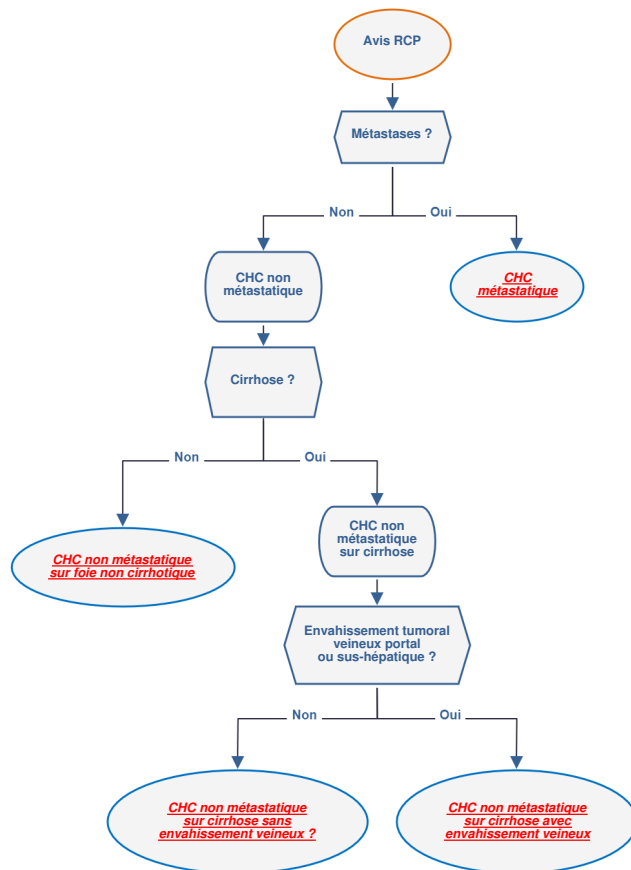 Avis RCP
Métastases ?
Non
Oui
CHC non
métastatique
CHC
métastatique
Cirrhose ?
Non
Oui
CHC non métastatique
sur foie non cirrhotique
CHC non
métastatique
sur cirrhose
Envahissement tumoral
veineux portal
ou sus-hépatique ?
Non
Oui
CHC non métastatique
sur cirrhose sans
envahissement veineux ?
CHC non métastatique
sur cirrhose avec
envahissement veineux